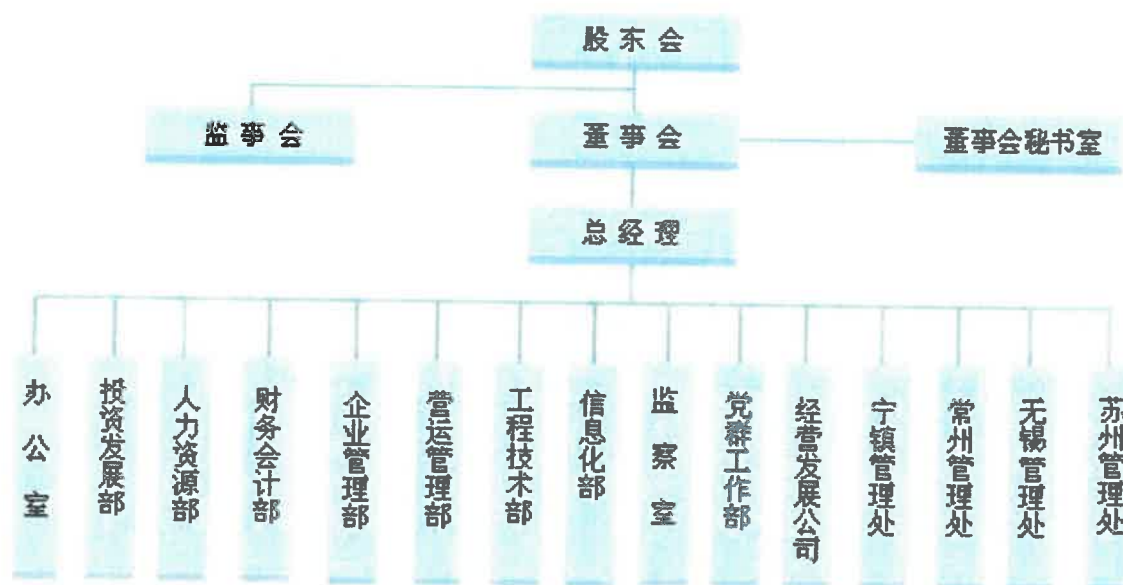 股东会
监事会
董事会
董事会秘书室
总经理
办公室
投资发展部
人力资源部
财务会计部
企业管理部
营运管理部
工程技术部
信息化部
监察室
党群工作部
经营发展公司
宁镇管理处
常州管理处
无锡管理处
苏州管理处